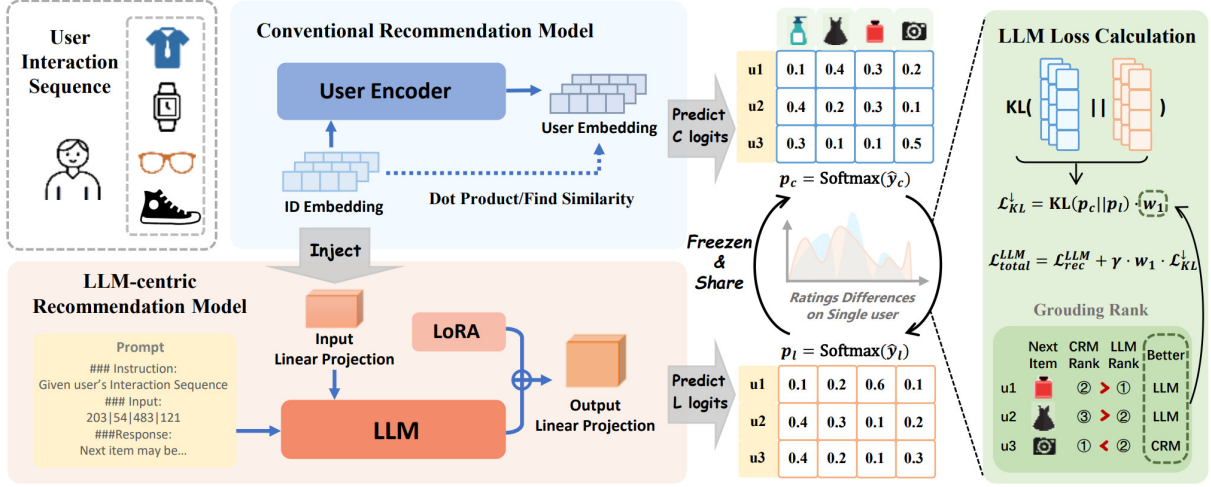 User
Interaction
Sequence
Conventional Recommendation Model
User Encoder
User Embedding
ID Embedding
Dot Product/Find Similarity
Inject
LLM-centric
Recommendation Model
Prompt
### Instruction:
Given user's Interaction Sequence
### Input:
203|54|483|121
###Response:
Next item may be...
Input
Linear Projection
LoRA
LLM
Output
Linear Projection
Predict
C logits
u1 0.1 0.4 0.3 0.2
u2 0.4 0.2 0.3 0.1
u3 0.3 0.1 0.1 0.5
p_c = Softmax(ŷ_c)
Freezen
&
Share
Ratings Differences
on Single user
p_l = Softmax(ŷ_l)
Predict
L logits
u1 0.1 0.2 0.6 0.1
u2 0.4 0.3 0.1 0.2
u3 0.4 0.2 0.1 0.3
LLM Loss Calculation
KL( || )
ℒ↓_KL = KL(p_c||p_l) · w_1
ℒ^LLM_total = ℒ^LLM_rec + γ · w_1 · ℒ↓_KL
Grouding Rank
Next Item CRM Rank LLM Rank Better
u1 ② > ① LLM
u2 ③ > ② LLM
u3 ① < ② CRM